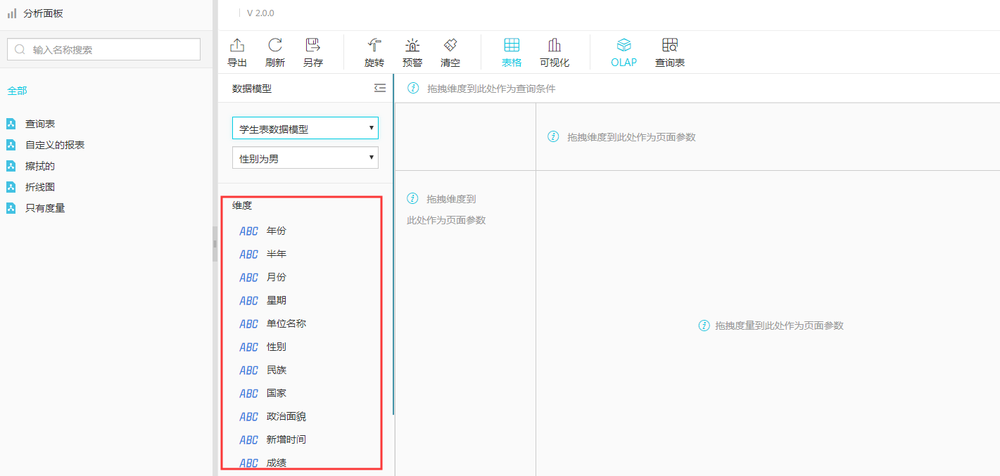 分析面板
输入名称搜索
全部
查询表
自定义的报表
擦拭的
折线图
只有度量
V 2.0.0
导出 刷新 另存 旋转 预警 清空 表格 可视化 OLAP 查询表
数据模型
学生表数据模型
性别为男
维度
ABC 年份
ABC 半年
ABC 月份
ABC 星期
ABC 单位名称
ABC 性别
ABC 民族
ABC 国家
ABC 政治面貌
ABC 新增时间
ABC 成绩
拖拽维度到此处作为查询条件
拖拽维度到此处作为页面参数
拖拽维度到
此处作为页面参数
拖拽度量到此处作为页面参数